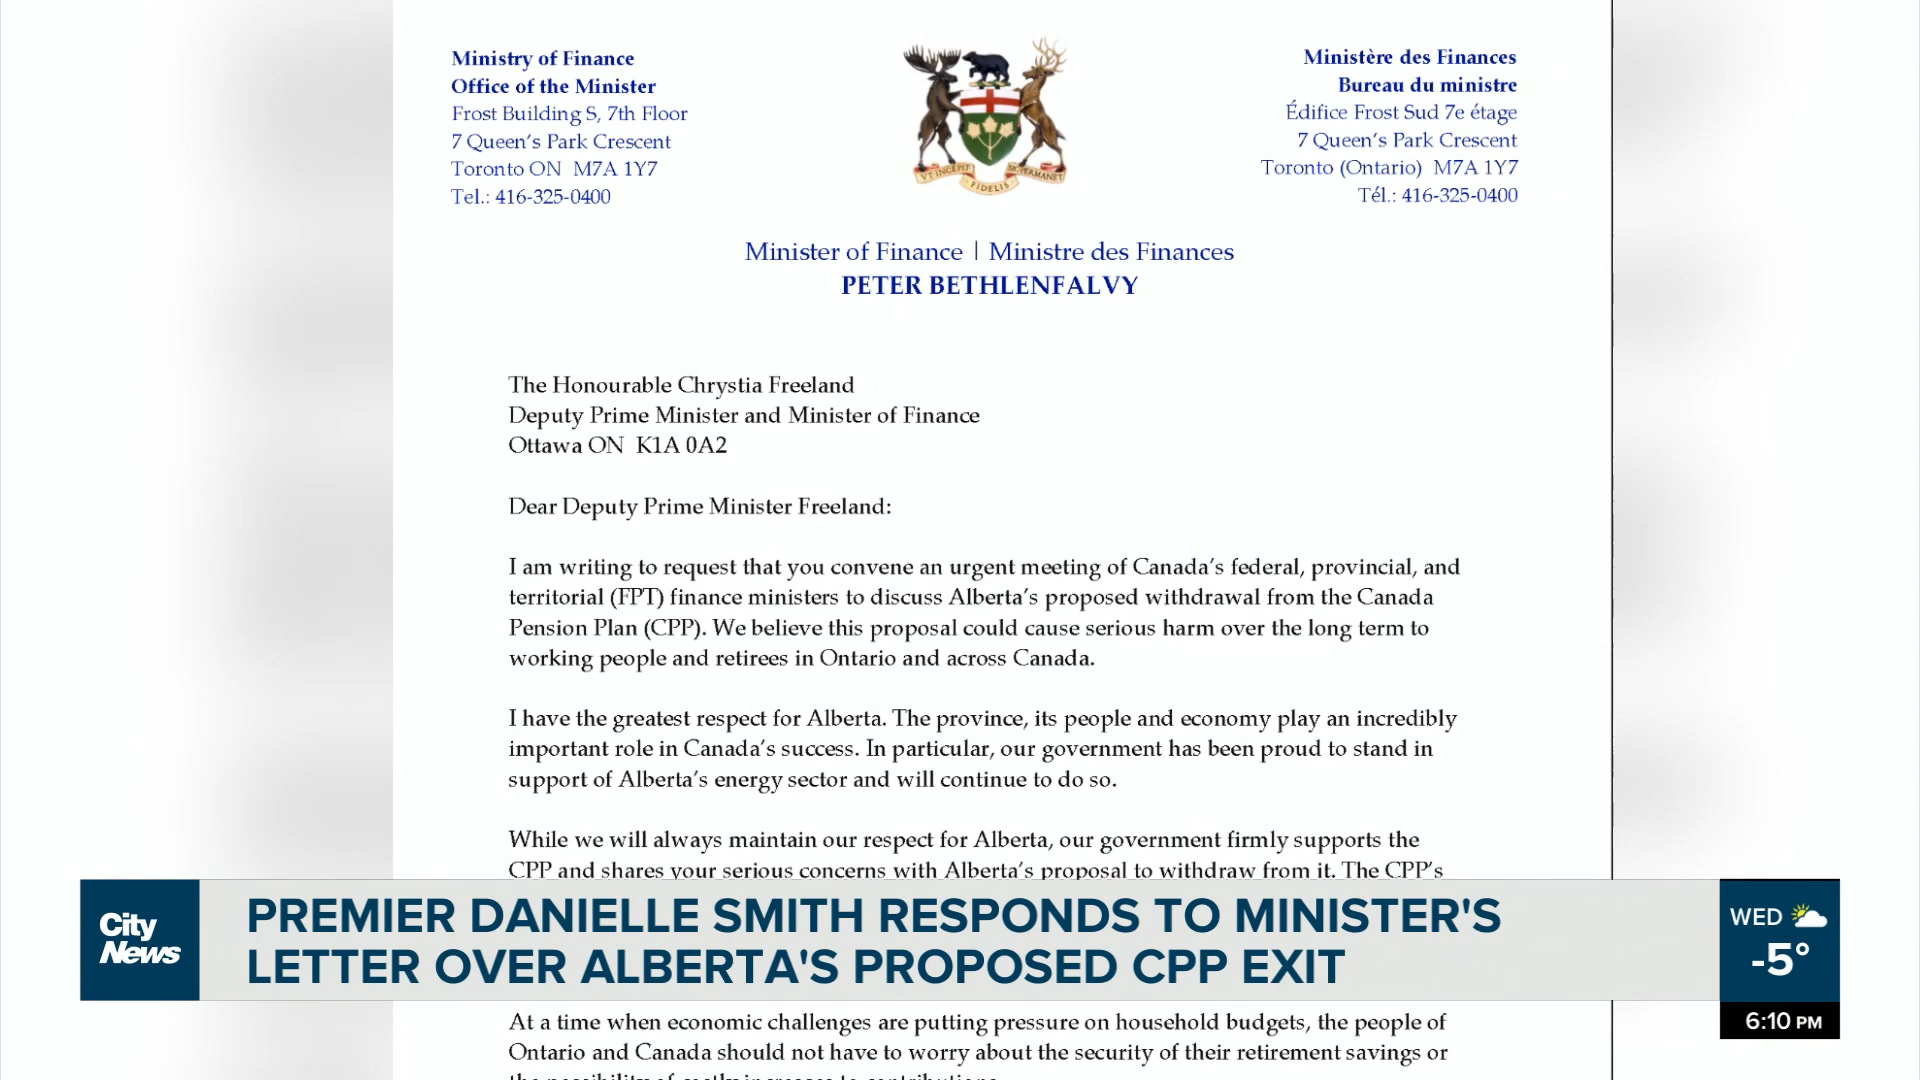 Ministry of Finance
Office of the Minister
Frost Building S, 7th Floor
7 Queen's Park Crescent
Toronto ON  M7A 1Y7
Tel.: 416-325-0400
VT INCEPIT
FIDELIS
SIC PERMANET
Ministère des Finances
Bureau du ministre
Édifice Frost Sud 7e étage
7 Queen's Park Crescent
Toronto (Ontario)  M7A 1Y7
Tél.: 416-325-0400
Minister of Finance | Ministre des Finances
PETER BETHLENFALVY
The Honourable Chrystia Freeland
Deputy Prime Minister and Minister of Finance
Ottawa ON  K1A 0A2
Dear Deputy Prime Minister Freeland:
I am writing to request that you convene an urgent meeting of Canada's federal, provincial, and
territorial (FPT) finance ministers to discuss Alberta's proposed withdrawal from the Canada
Pension Plan (CPP). We believe this proposal could cause serious harm over the long term to
working people and retirees in Ontario and across Canada.
I have the greatest respect for Alberta. The province, its people and economy play an incredibly
important role in Canada's success. In particular, our government has been proud to stand in
support of Alberta's energy sector and will continue to do so.
While we will always maintain our respect for Alberta, our government firmly supports the
CPP and shares your serious concerns with Alberta's proposal to withdraw from it. The CPP's
City
News
PREMIER DANIELLE SMITH RESPONDS TO MINISTER'S
LETTER OVER ALBERTA'S PROPOSED CPP EXIT
WED
-5°
6:10 PM
At a time when economic challenges are putting pressure on household budgets, the people of
Ontario and Canada should not have to worry about the security of their retirement savings or